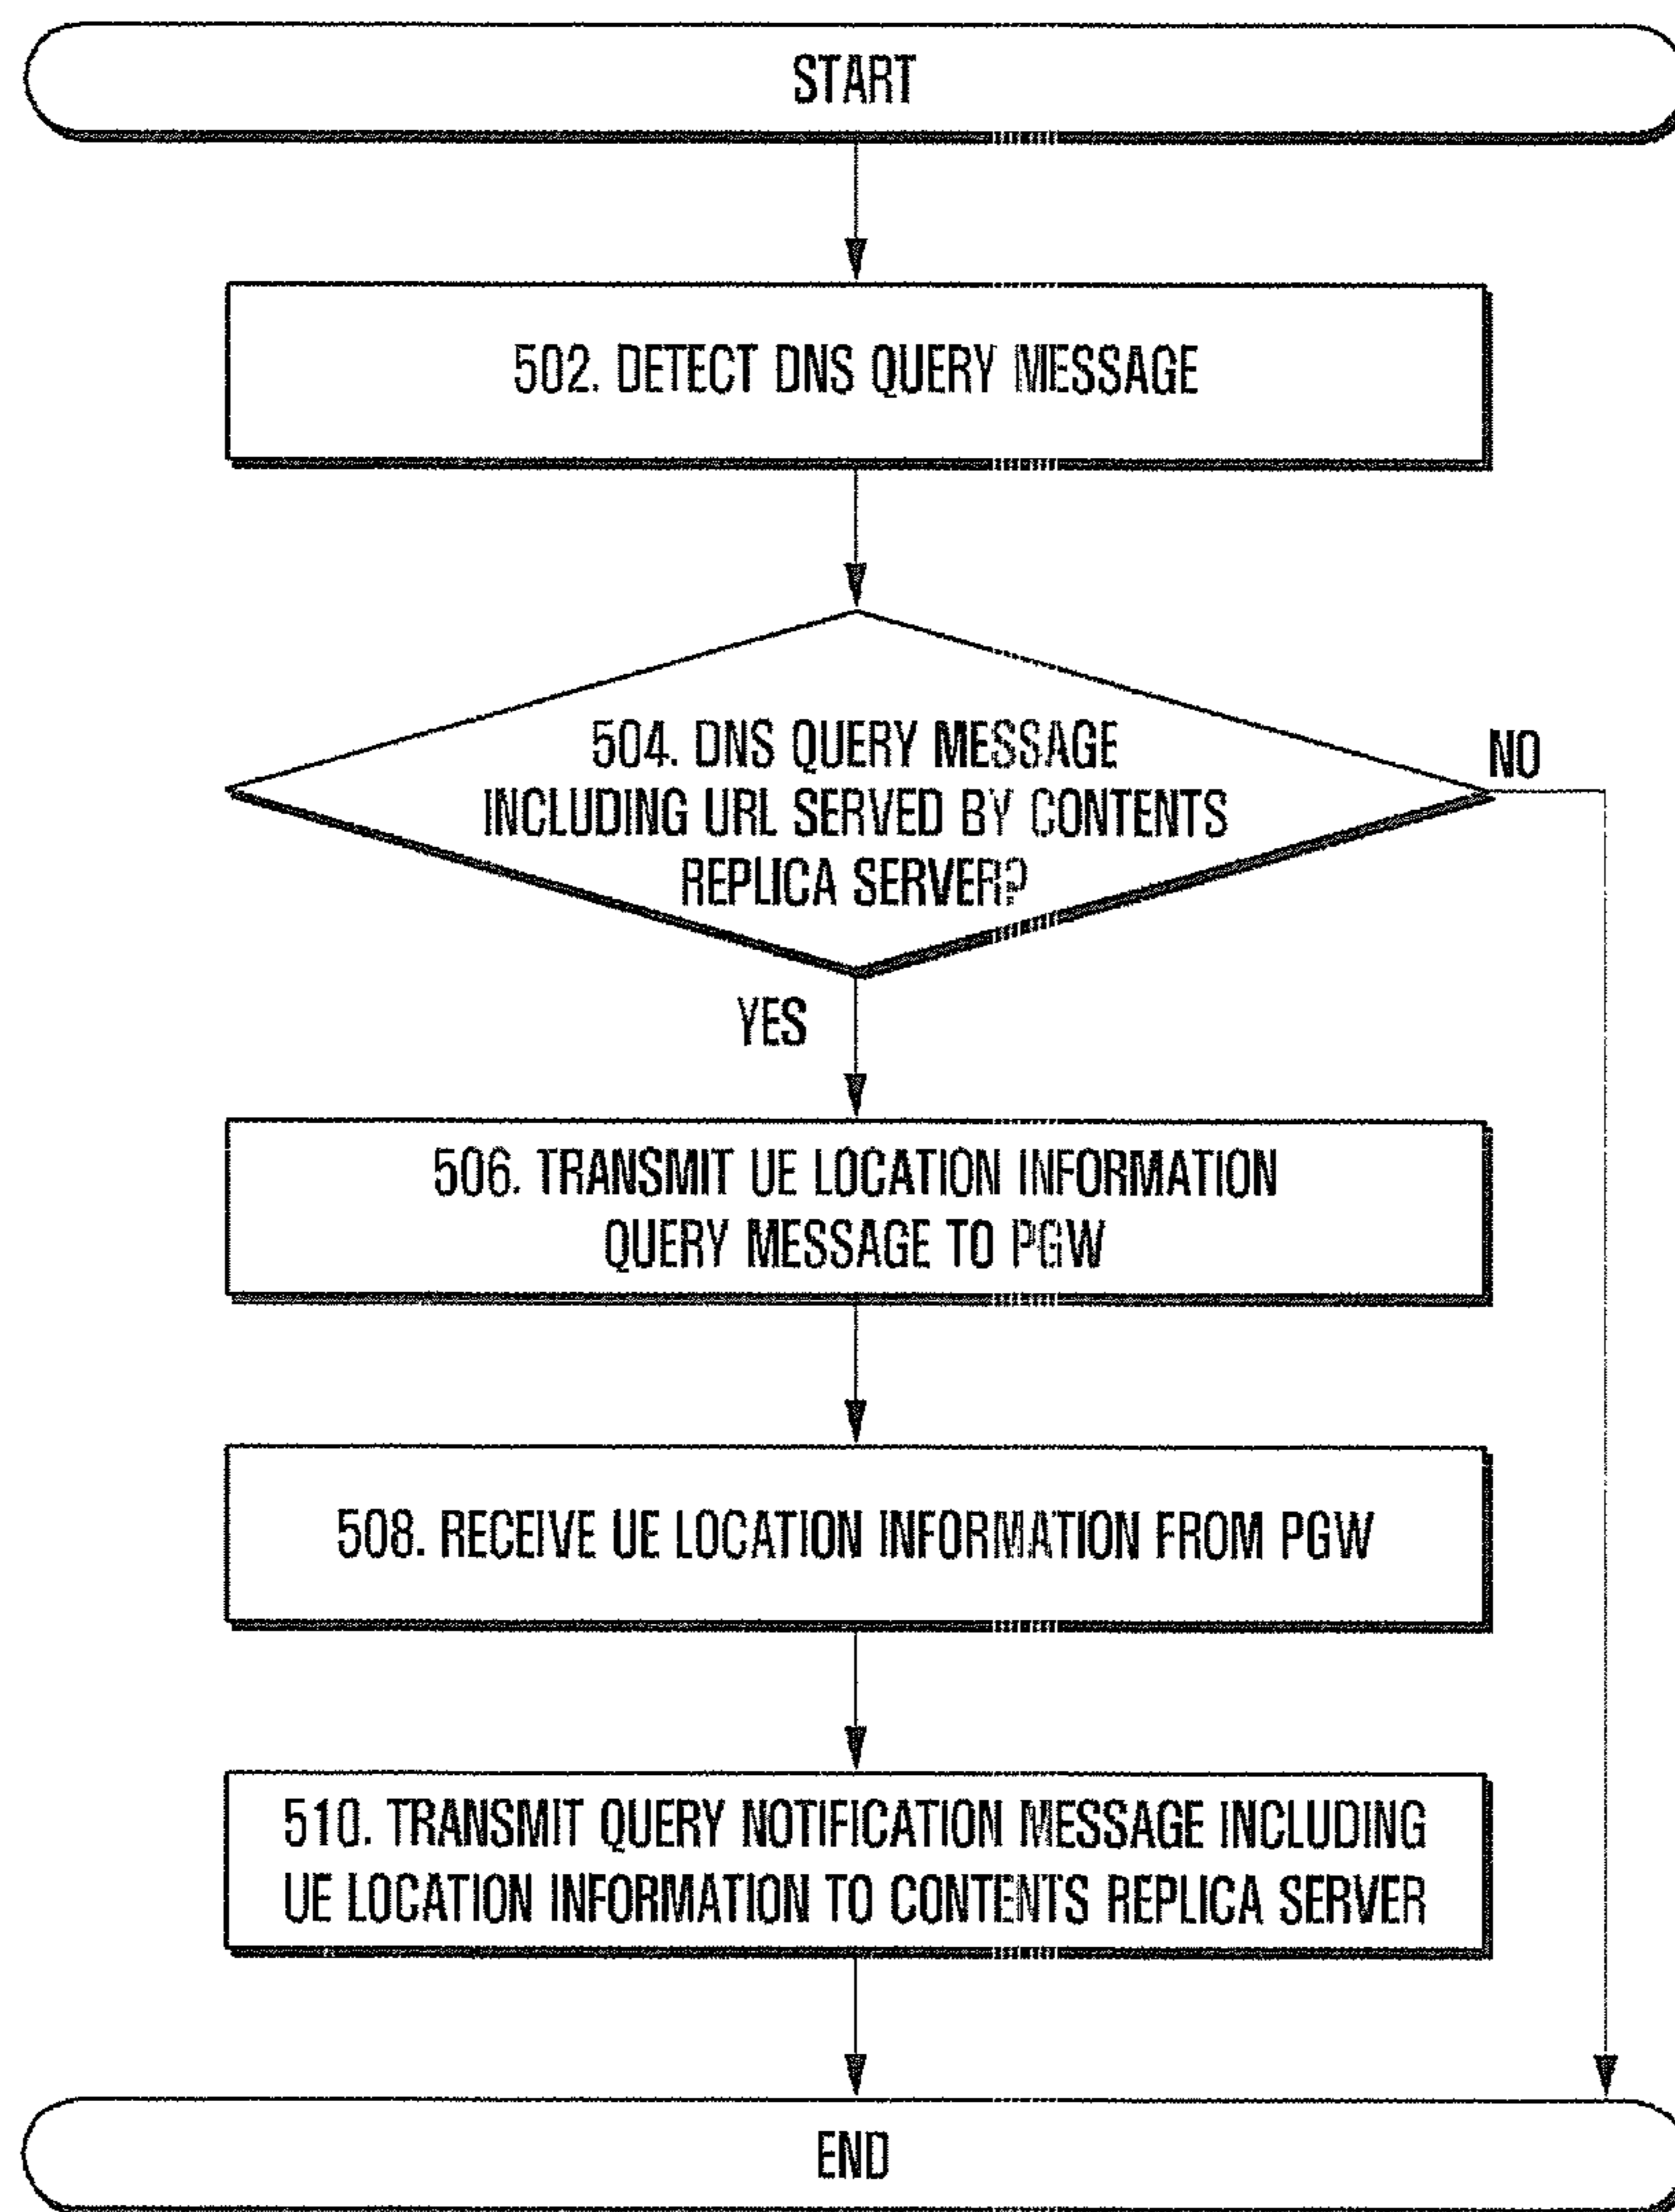 START
502. DETECT DNS QUERY MESSAGE
504. DNS QUERY MESSAGE
INCLUDING URL SERVED BY CONTENTS
REPLICA SERVER?
NO
YES
506. TRANSMIT UE LOCATION INFORMATION
QUERY MESSAGE TO PGW
508. RECEIVE UE LOCATION INFORMATION FROM PGW
510. TRANSMIT QUERY NOTIFICATION MESSAGE INCLUDING
UE LOCATION INFORMATION TO CONTENTS REPLICA SERVER
END